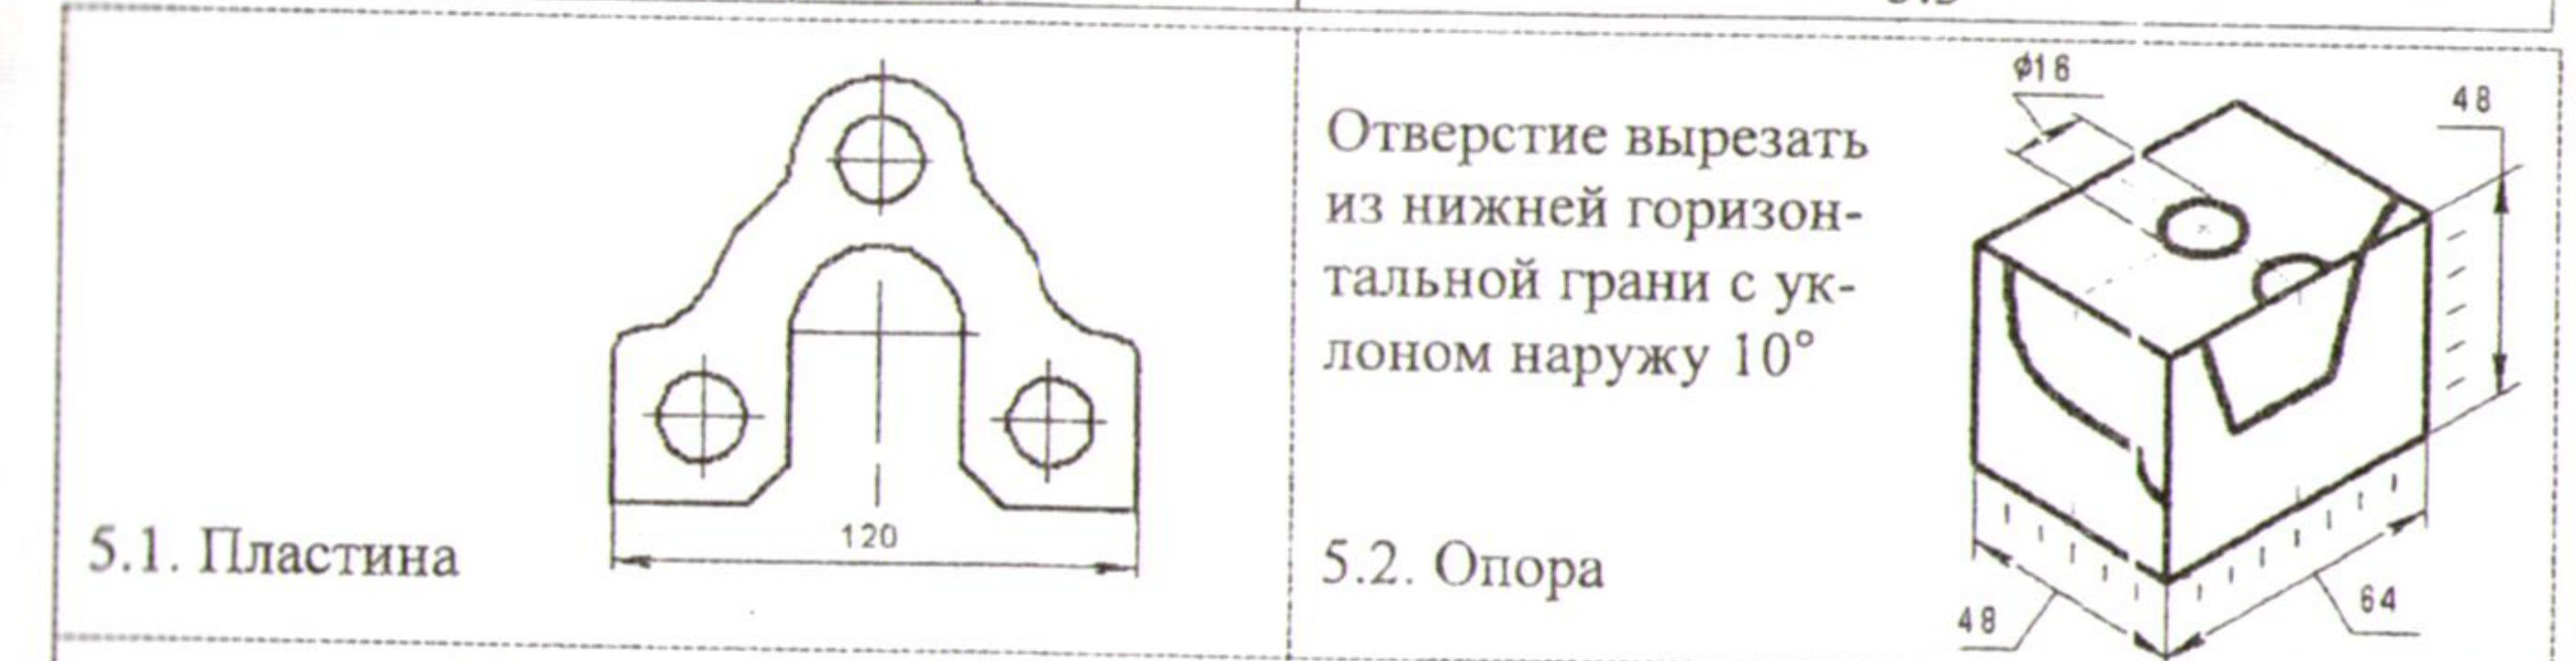 5.1. Пластина
120
Отверстие вырезать
из нижней горизон-
тальной грани с ук-
лоном наружу 10°
5.2. Опора
ø16
48
48
64